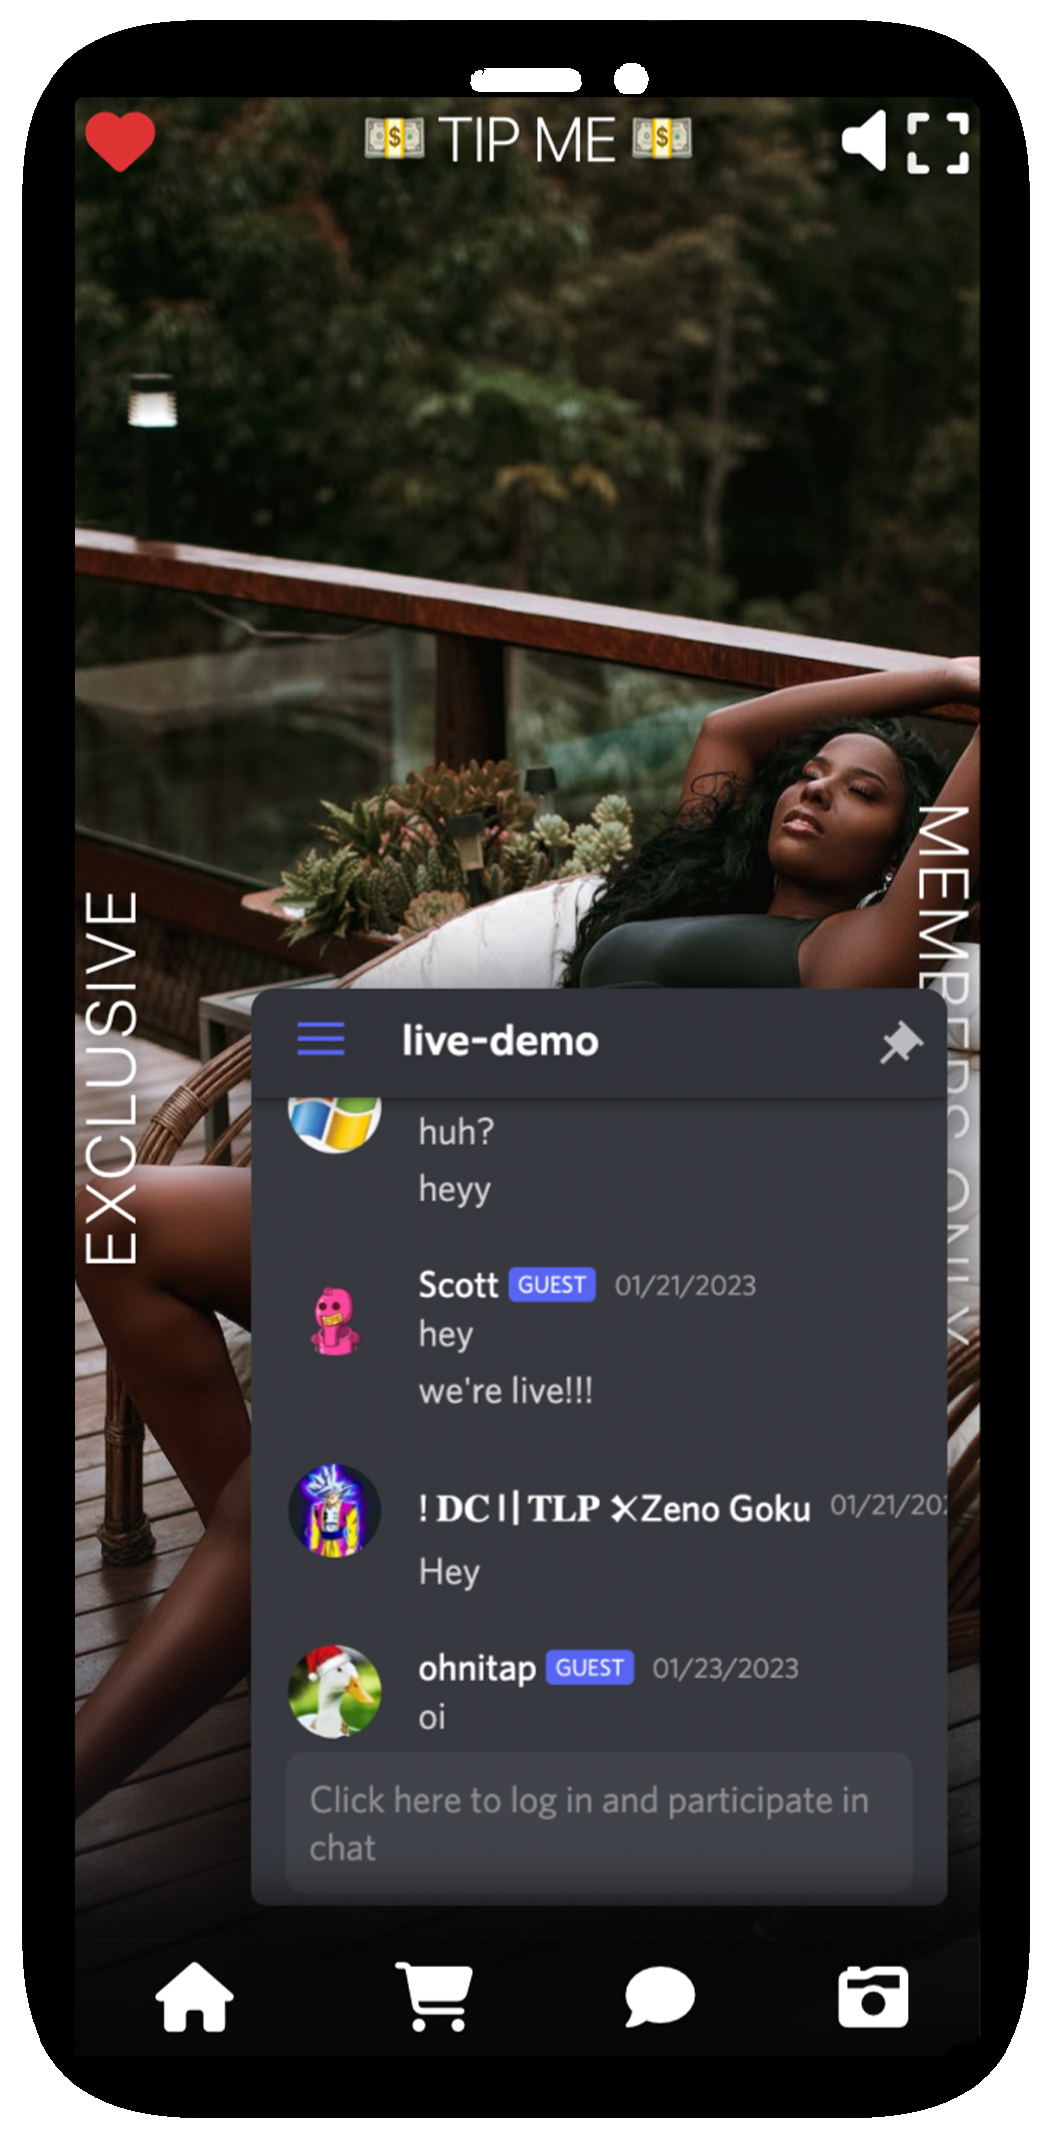 💵 TIP ME 💵
EXCLUSIVE
MEMBERS ONLY
live-demo
huh?
heyy
Scott GUEST 01/21/2023
hey
we're live!!!
! DC || TLP ⤫Zeno Goku 01/21/202
Hey
ohnitap GUEST 01/23/2023
oi
Click here to log in and participate in
chat